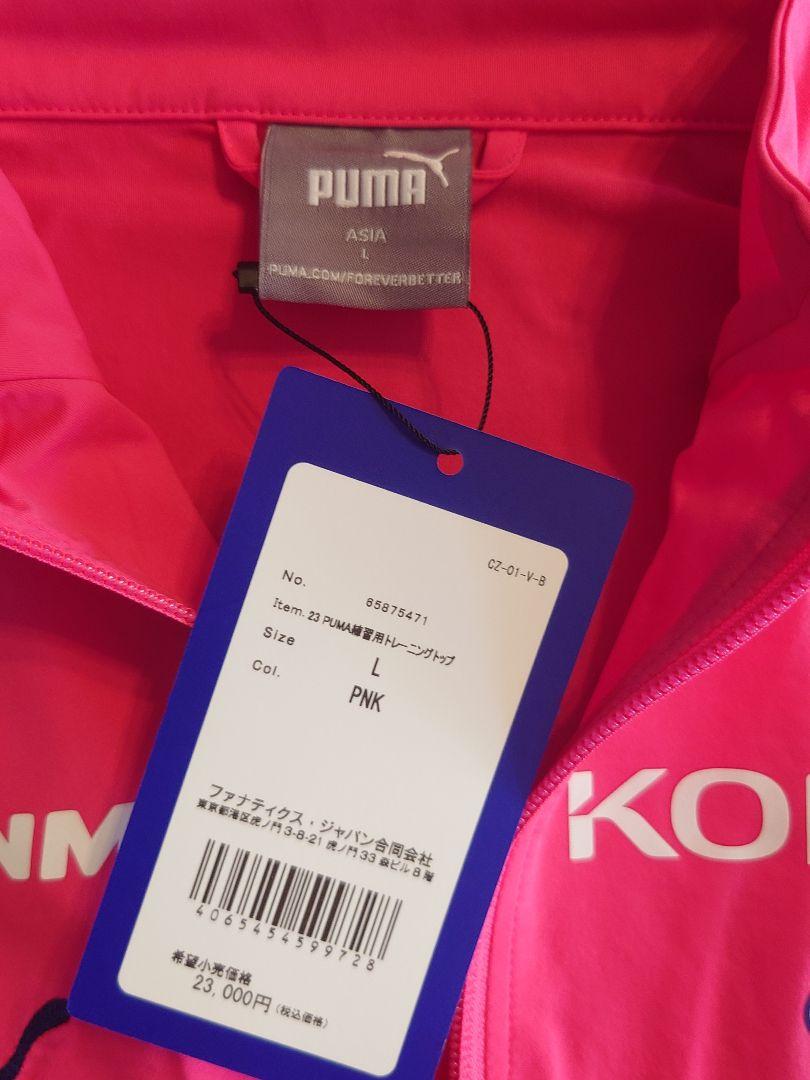 PUMA
ASIA
L
PUMA.COM/FOREVERBETTER
CZ-01-V-B
No. 65875471
Item. 23 PUMA練習用トレーニングトップ
Size L
Col. PNK
ファナティクス・ジャパン合同会社
東京都港区虎ノ門3-8-21 虎ノ門33森ビル8階
4065454599728
希望小売価格
23,000円(税込価格)
NM
KO